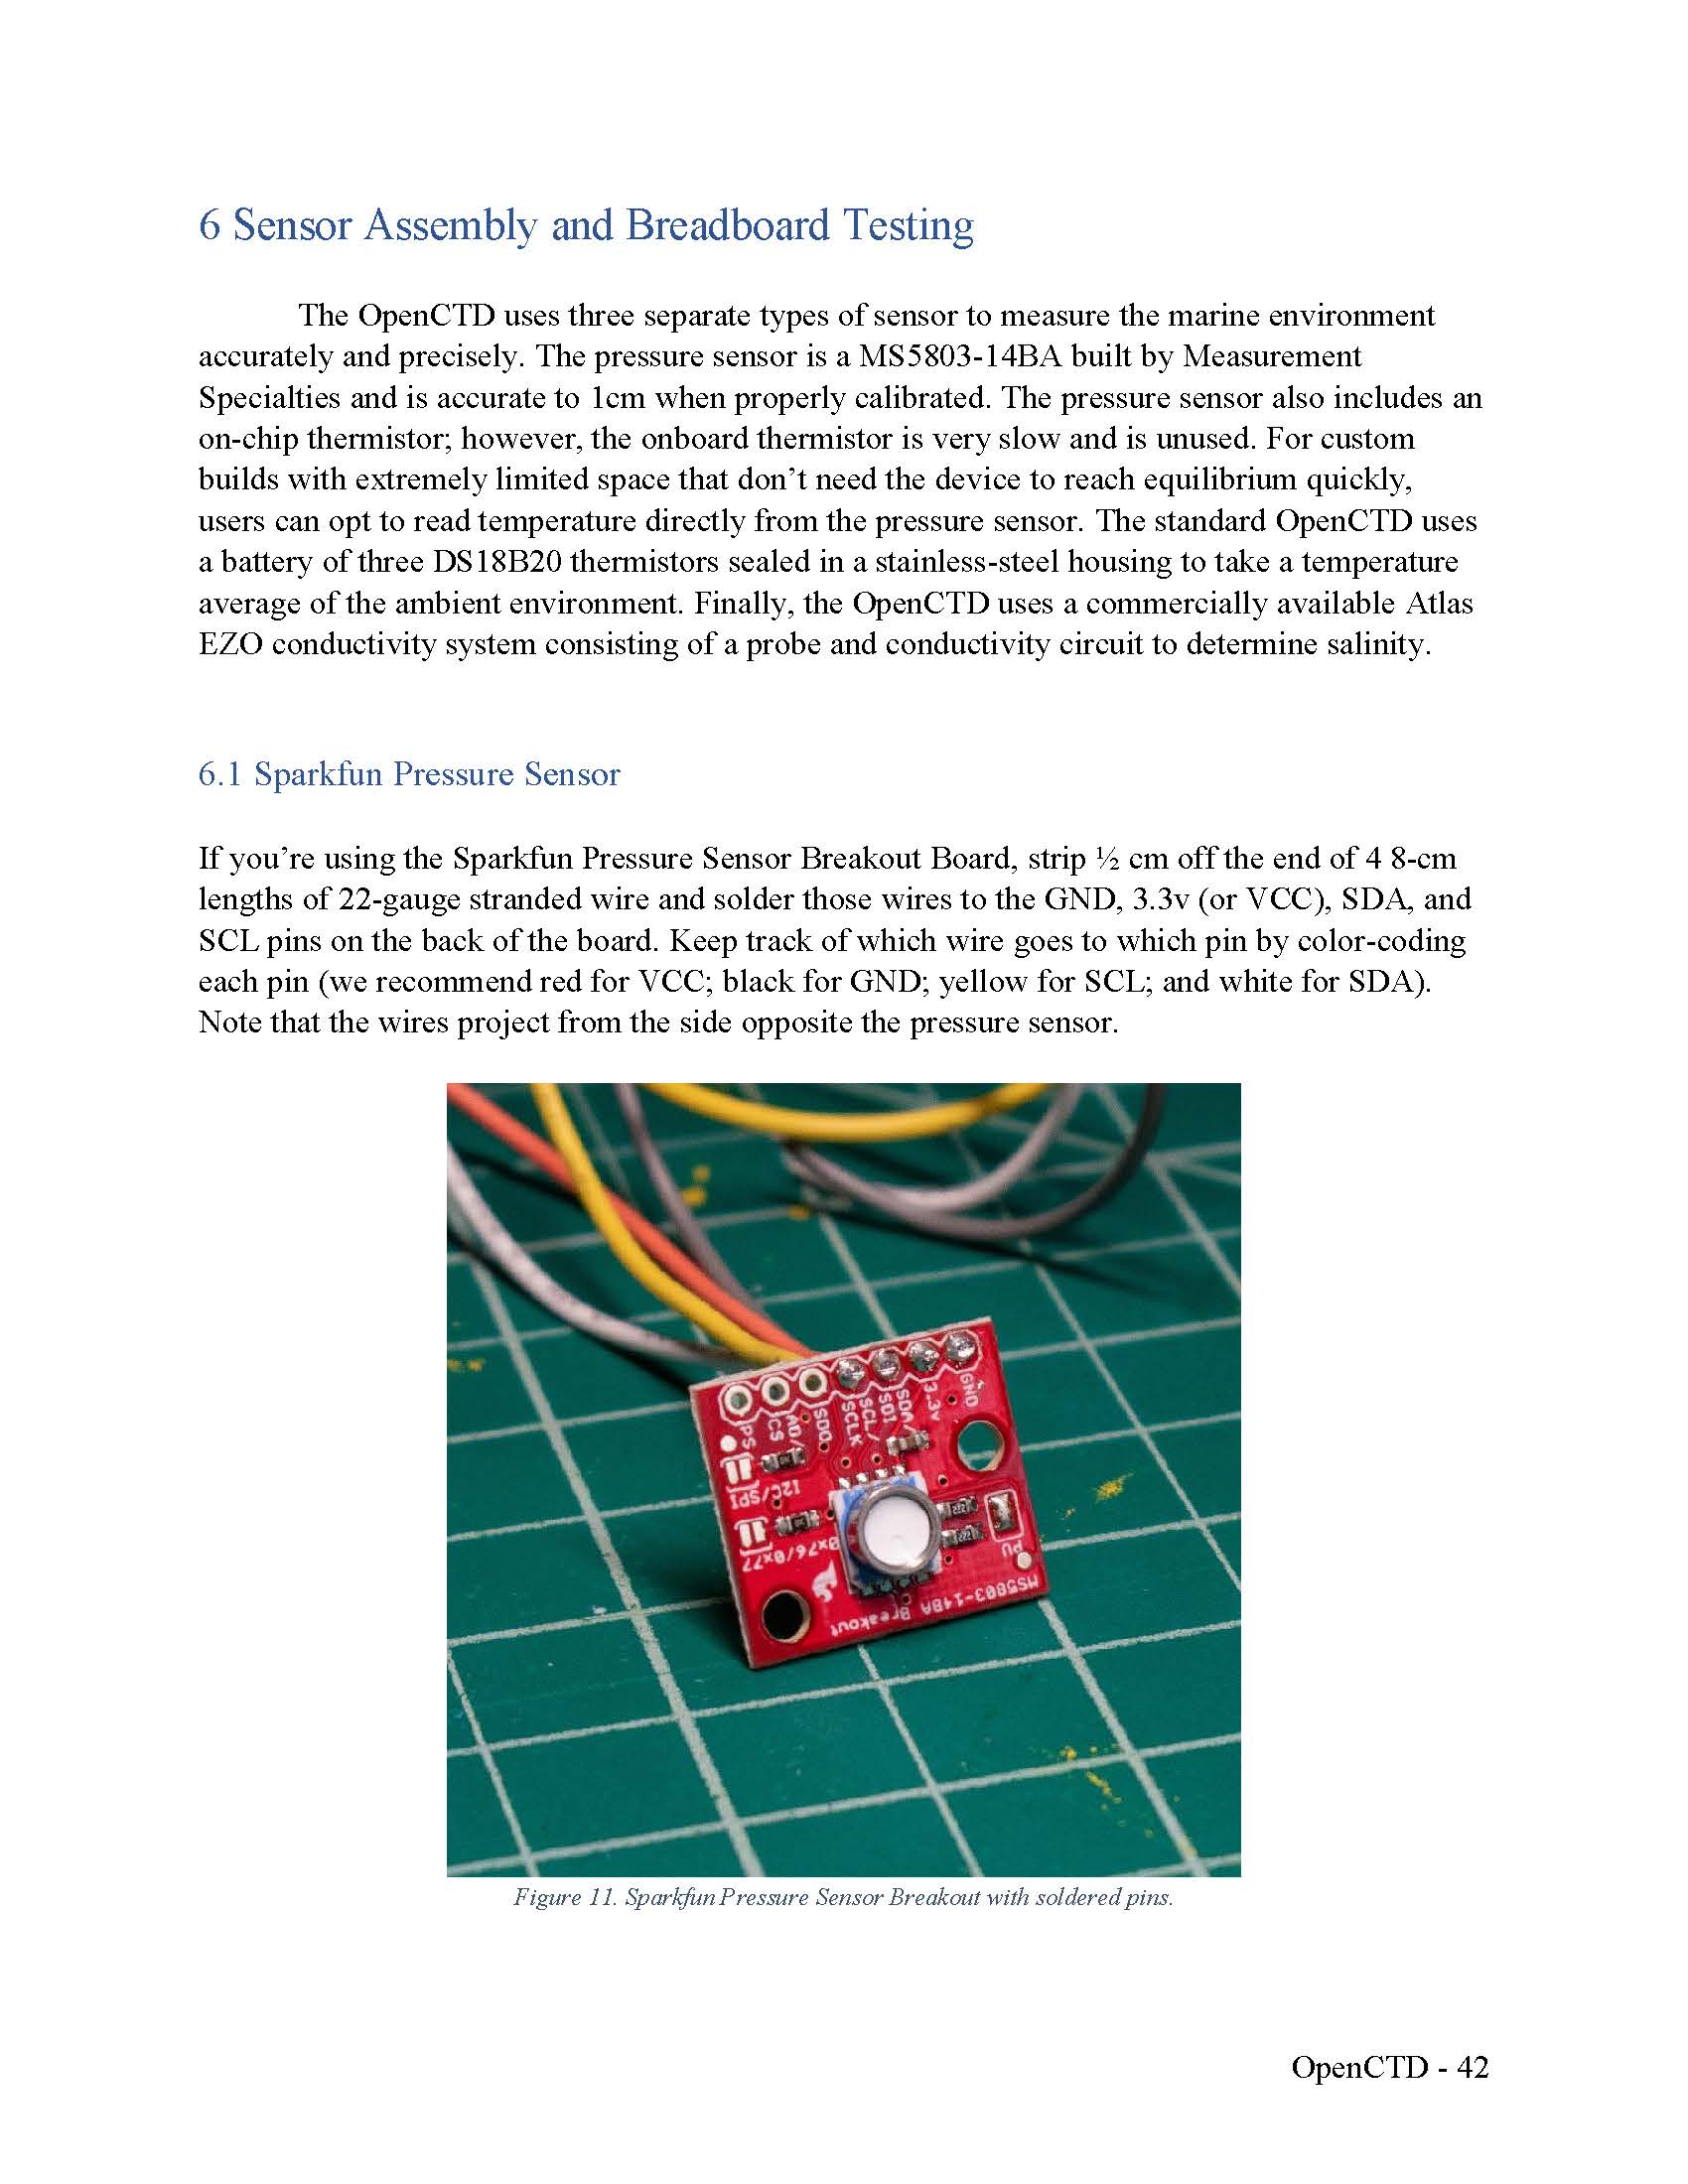 6 Sensor Assembly and Breadboard Testing
The OpenCTD uses three separate types of sensor to measure the marine environment
accurately and precisely. The pressure sensor is a MS5803-14BA built by Measurement
Specialties and is accurate to 1cm when properly calibrated. The pressure sensor also includes an
on-chip thermistor; however, the onboard thermistor is very slow and is unused. For custom
builds with extremely limited space that don’t need the device to reach equilibrium quickly,
users can opt to read temperature directly from the pressure sensor. The standard OpenCTD uses
a battery of three DS18B20 thermistors sealed in a stainless-steel housing to take a temperature
average of the ambient environment. Finally, the OpenCTD uses a commercially available Atlas
EZO conductivity system consisting of a probe and conductivity circuit to determine salinity.
6.1 Sparkfun Pressure Sensor
If you’re using the Sparkfun Pressure Sensor Breakout Board, strip ½ cm off the end of 4 8-cm
lengths of 22-gauge stranded wire and solder those wires to the GND, 3.3v (or VCC), SDA, and
SCL pins on the back of the board. Keep track of which wire goes to which pin by color-coding
each pin (we recommend red for VCC; black for GND; yellow for SCL; and white for SDA).
Note that the wires project from the side opposite the pressure sensor.
PS
CS
AD/
SDO
SCL/
SCLK
SDA/
SDI
3.3v
GND
I2C/SPI
0x76/0x77
PU
MS5803-14BA Breakout
222
222
Figure 11. Sparkfun Pressure Sensor Breakout with soldered pins.
OpenCTD - 42